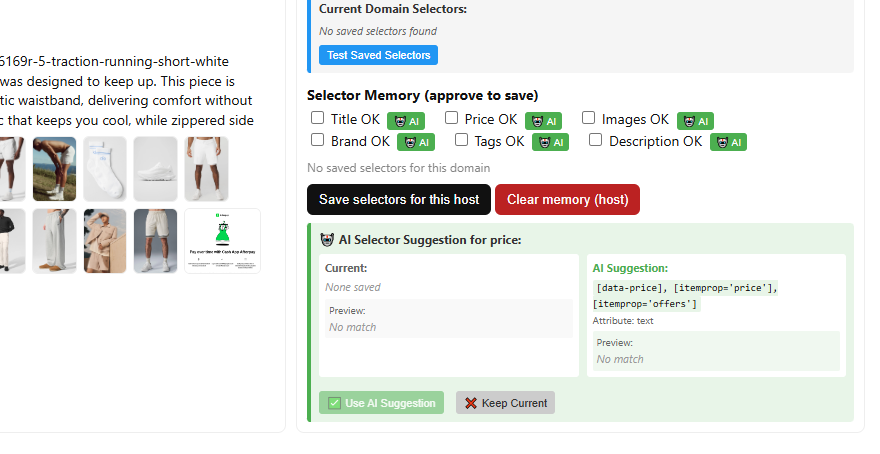 5169r-5-traction-running-short-white
was designed to keep up. This piece is
tic waistband, delivering comfort without
c that keeps you cool, while zippered side
Pay over time with Cash App Afterpay
Current Domain Selectors:
No saved selectors found
Test Saved Selectors
Selector Memory (approve to save)
Title OK AI Price OK AI Images OK AI
Brand OK AI Tags OK AI Description OK AI
No saved selectors for this domain
Save selectors for this host Clear memory (host)
AI Selector Suggestion for price:
Current:
None saved
Preview:
No match
AI Suggestion:
[data-price], [itemprop='price'],
[itemprop='offers']
Attribute: text
Preview:
No match
Use AI Suggestion Keep Current